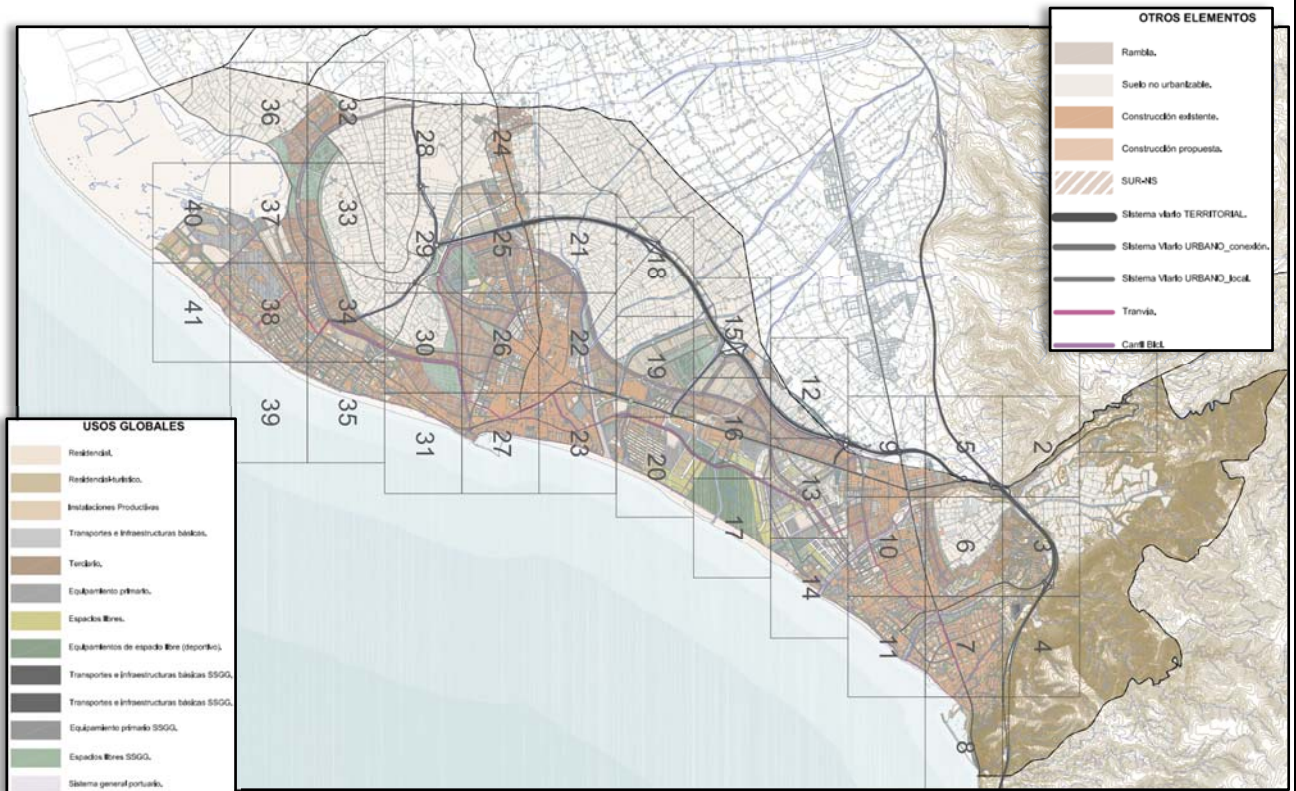 OTROS ELEMENTOS
Rambla.
Suelo no urbanizable.
Construcción existente.
Construcción propuesta.
SUR-NS
Sistema viario TERRITORIAL.
Sistema Viario URBANO_conexión.
Sistema Viario URBANO_local.
Tranvía.
Carril Bici.
36
32
28
24
40
37
33
29
25
21
18
15
12
9
5
2
41
38
34
30
26
22
19
16
13
10
6
3
39
35
31
27
23
20
17
14
11
7
4
8
USOS GLOBALES
Residencial.
Residencial-turístico.
Instalaciones Productivas
Transportes e infraestructuras básicas.
Terciario.
Equipamiento primario.
Espacios libres.
Equipamientos de espacio libre (deportivo).
Transportes e infraestructuras básicas SSGG.
Transportes e infraestructuras básicas SSGG.
Equipamiento primario SSGG.
Espacios libres SSGG.
Sistema general portuario.